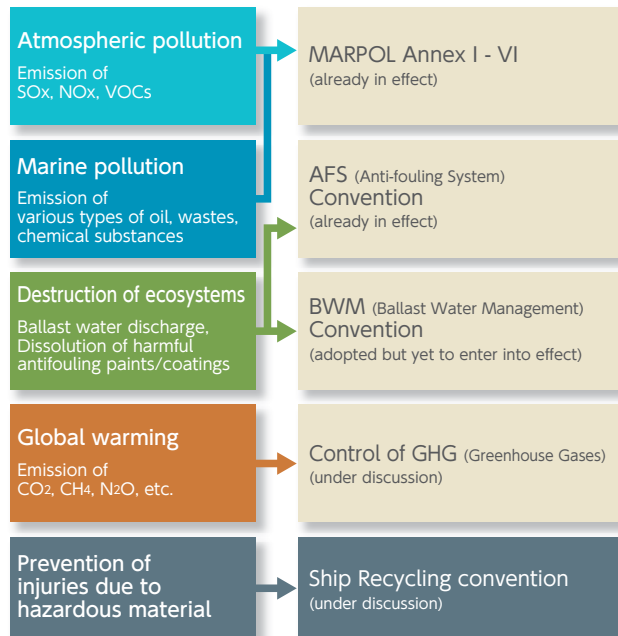 Atmospheric pollution
Emission of
SOx, NOx, VOCs
MARPOL Annex I - VI
(already in effect)
Marine pollution
Emission of
various types of oil, wastes,
chemical substances
AFS (Anti-fouling System)
Convention
(already in effect)
Destruction of ecosystems
Ballast water discharge,
Dissolution of harmful
antifouling paints/coatings
BWM (Ballast Water Management)
Convention
(adopted but yet to enter into effect)
Global warming
Emission of
CO2, CH4, N2O, etc.
Control of GHG (Greenhouse Gases)
(under discussion)
Prevention of
injuries due to
hazardous material
Ship Recycling convention
(under discussion)